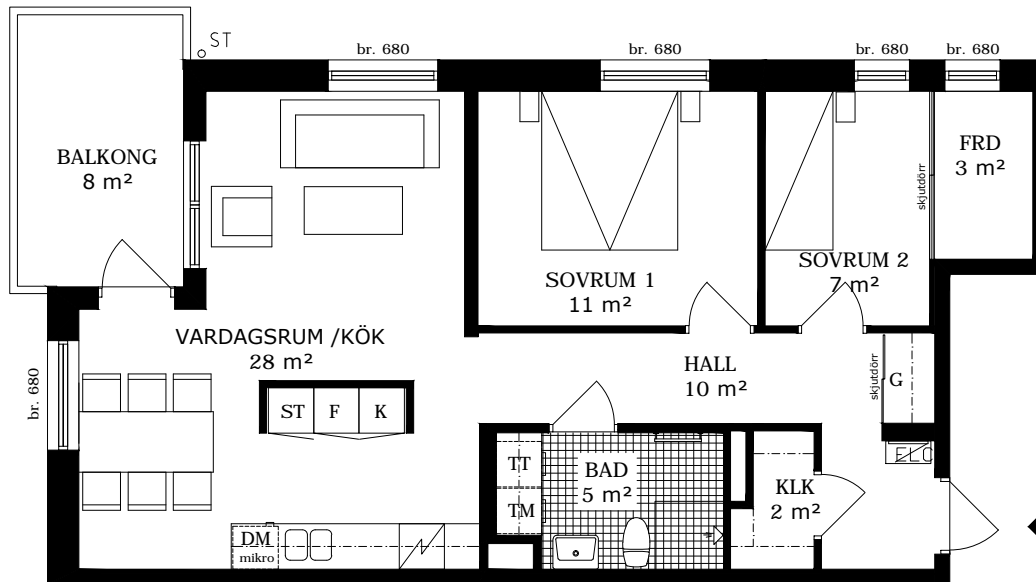 ST
br. 680
br. 680
br. 680
br. 680
BALKONG
8 m²
FRD
3 m²
skjutdörr
SOVRUM 1
11 m²
SOVRUM 2
7 m²
VARDAGSRUM /KÖK
28 m²
br. 680
HALL
10 m²
skjutdörr
G
ST
F
K
ELC
TT
TM
BAD
5 m²
KLK
2 m²
DM
mikro